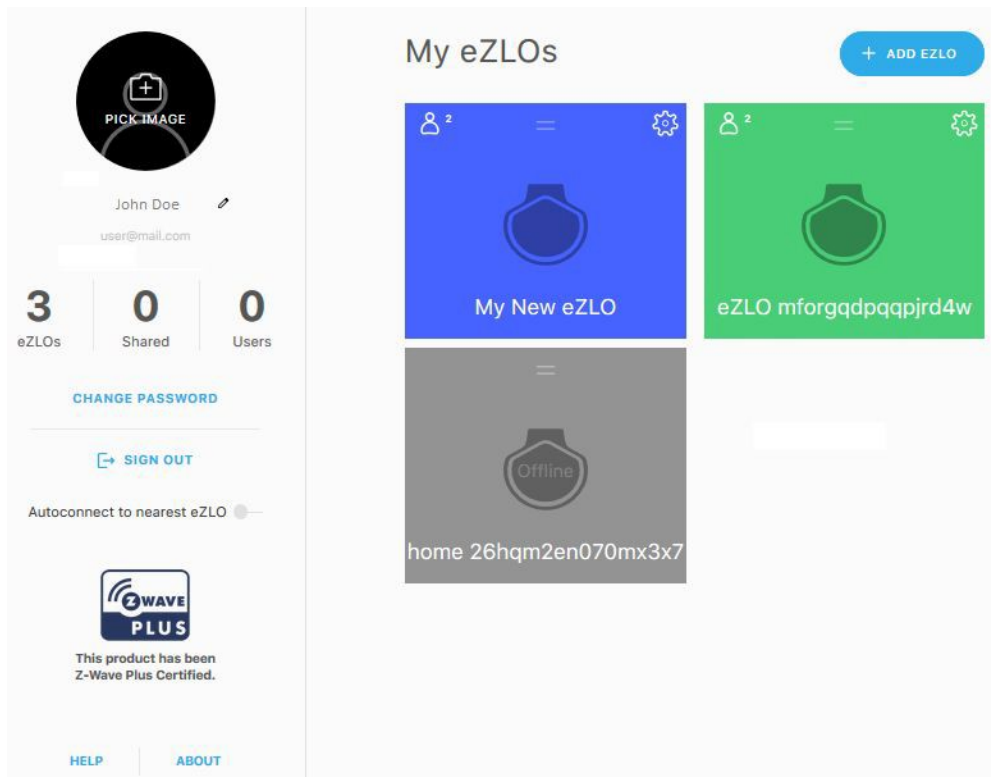 PICK IMAGE
John Doe
user@mail.com
3
eZLOs
0
Shared
0
Users
CHANGE PASSWORD
SIGN OUT
Autoconnect to nearest eZLO
Z WAVE
PLUS
This product has been
Z-Wave Plus Certified.
HELP
ABOUT
My eZLOs
+ ADD EZLO
2
My New eZLO
2
eZLO mforgqdpqqpjrd4w
Offline
home 26hqm2en070mx3x7